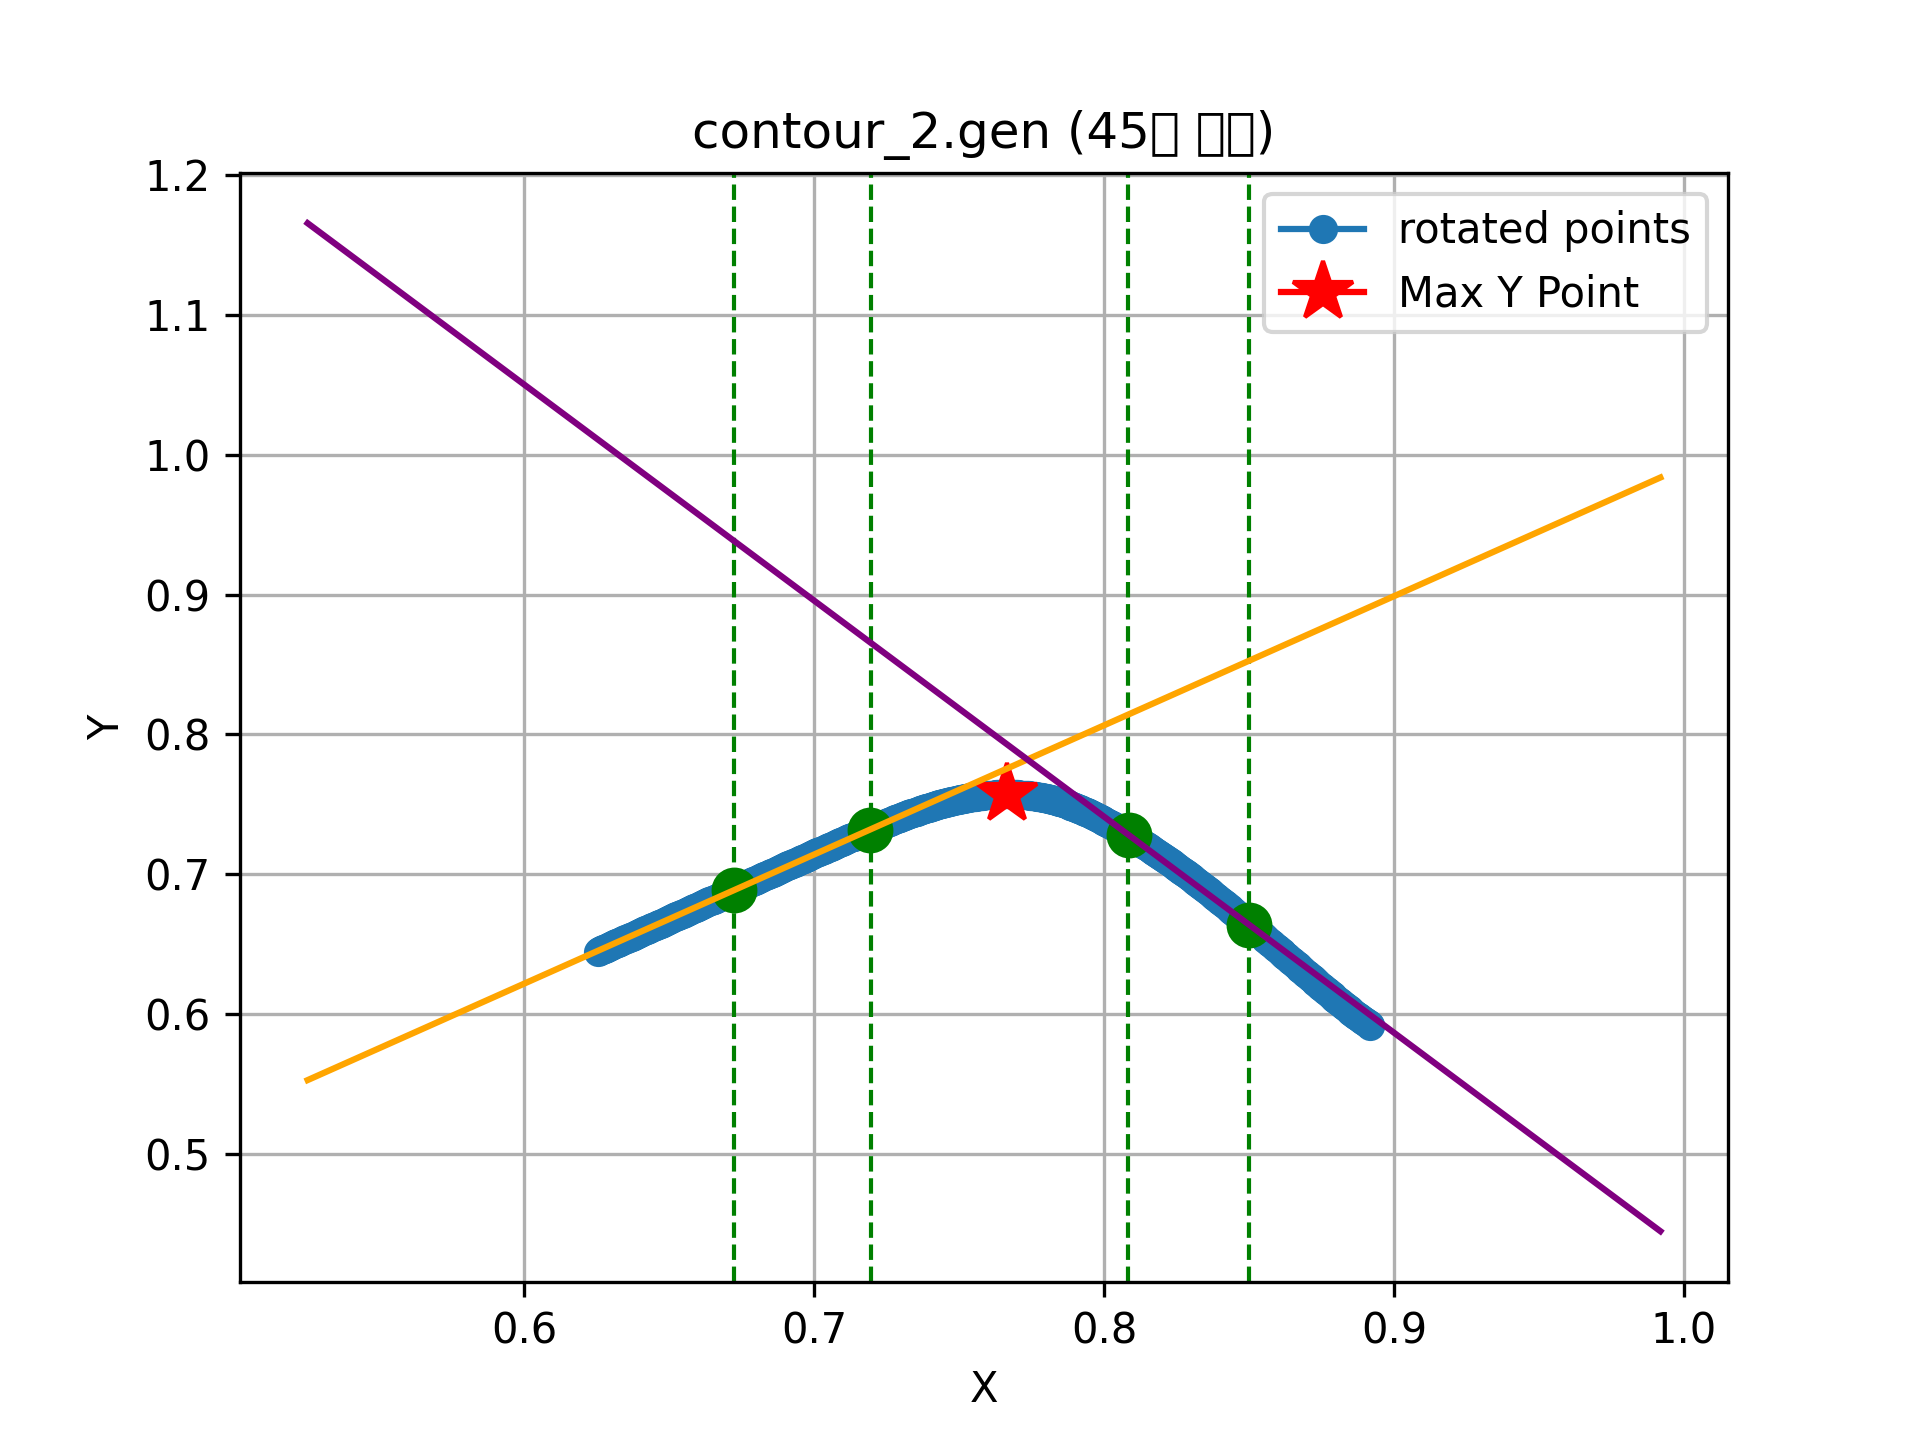 contour_2.gen (45▯ ▯▯)
rotated points
Max Y Point
1.2
1.1
1.0
0.9
0.8
0.7
0.6
0.5
Y
0.6 0.7 0.8 0.9 1.0
X